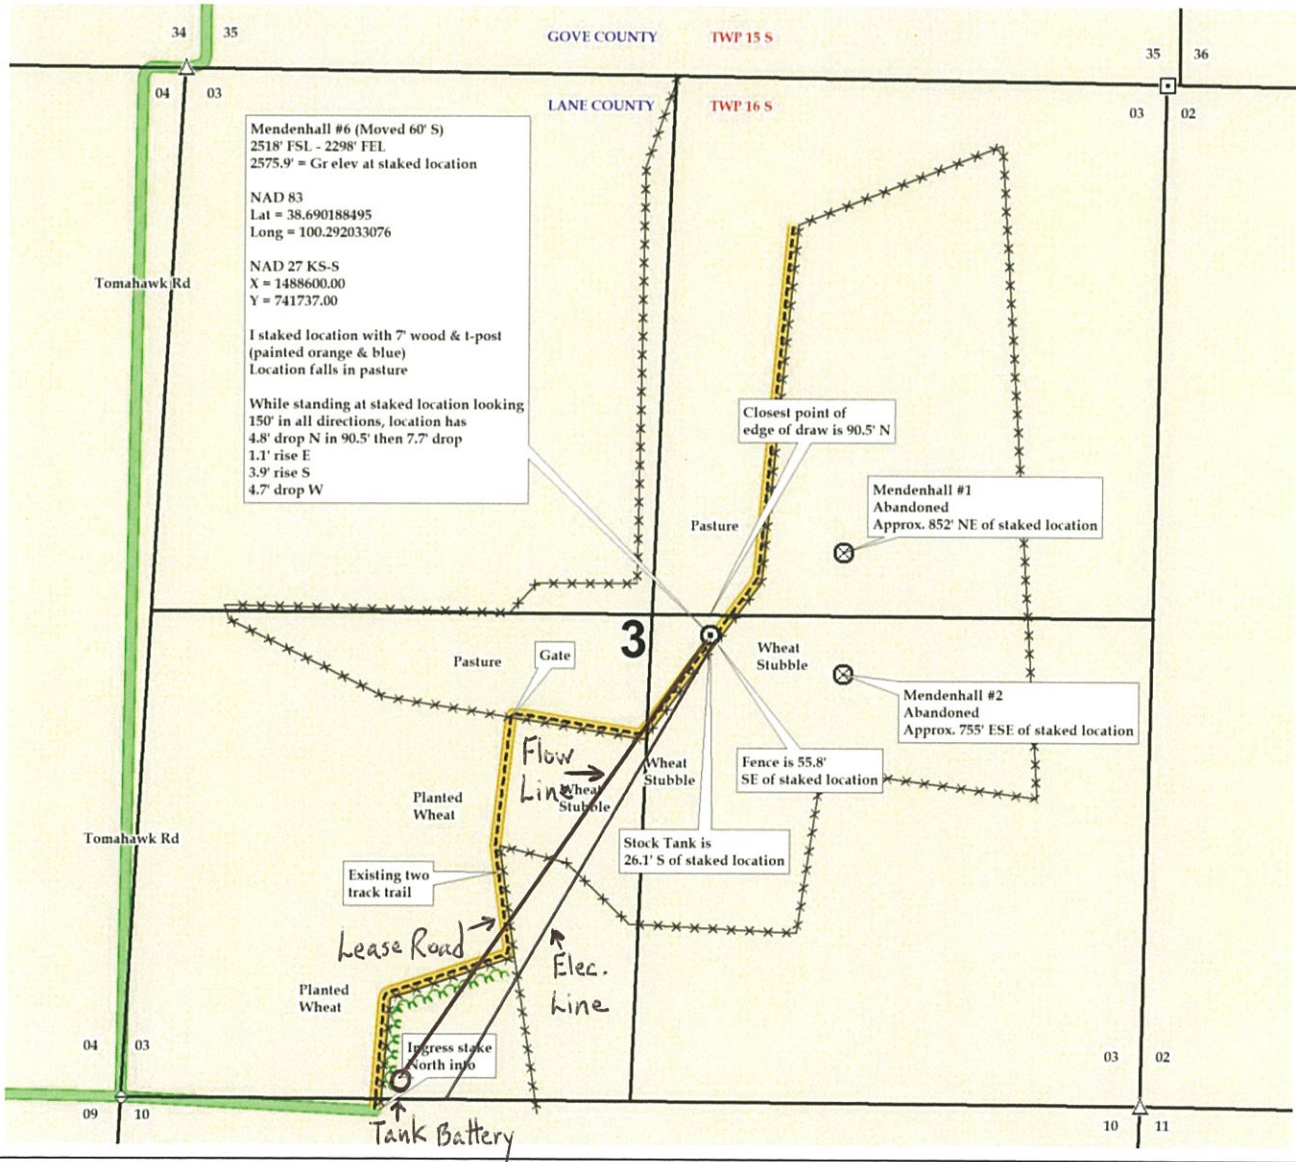 34 35
GOVE COUNTY TWP 15 S
35 36
04 03
LANE COUNTY TWP 16 S
03 02
Mendenhall #6 (Moved 60' S)
2518' FSL - 2298' FEL
2575.9' = Gr elev at staked location
NAD 83
Lat = 38.690188495
Long = 100.292033076
NAD 27 KS-S
X = 1488600.00
Y = 741737.00
I staked location with 7' wood & t-post
(painted orange & blue)
Location falls in pasture
While standing at staked location looking
150' in all directions, location has
4.8' drop N in 90.5' then 7.7' drop
1.1' rise E
3.9' rise S
4.7' drop W
Tomahawk Rd
Closest point of
edge of draw is 90.5' N
Mendenhall #1
Abandoned
Approx. 852' NE of staked location
Pasture
3
Pasture
Gate
Wheat
Stubble
Mendenhall #2
Abandoned
Approx. 755' ESE of staked location
Flow
Line
Wheat
Stubble
Wheat
Stubble
Fence is 55.8'
SE of staked location
Planted
Wheat
Tomahawk Rd
Stock Tank is
26.1' S of staked location
Existing two
track trail
Lease Road
Elec.
Line
Planted
Wheat
Ingress stake
North into
04 03
03 02
09 10
Tank Battery
10 11